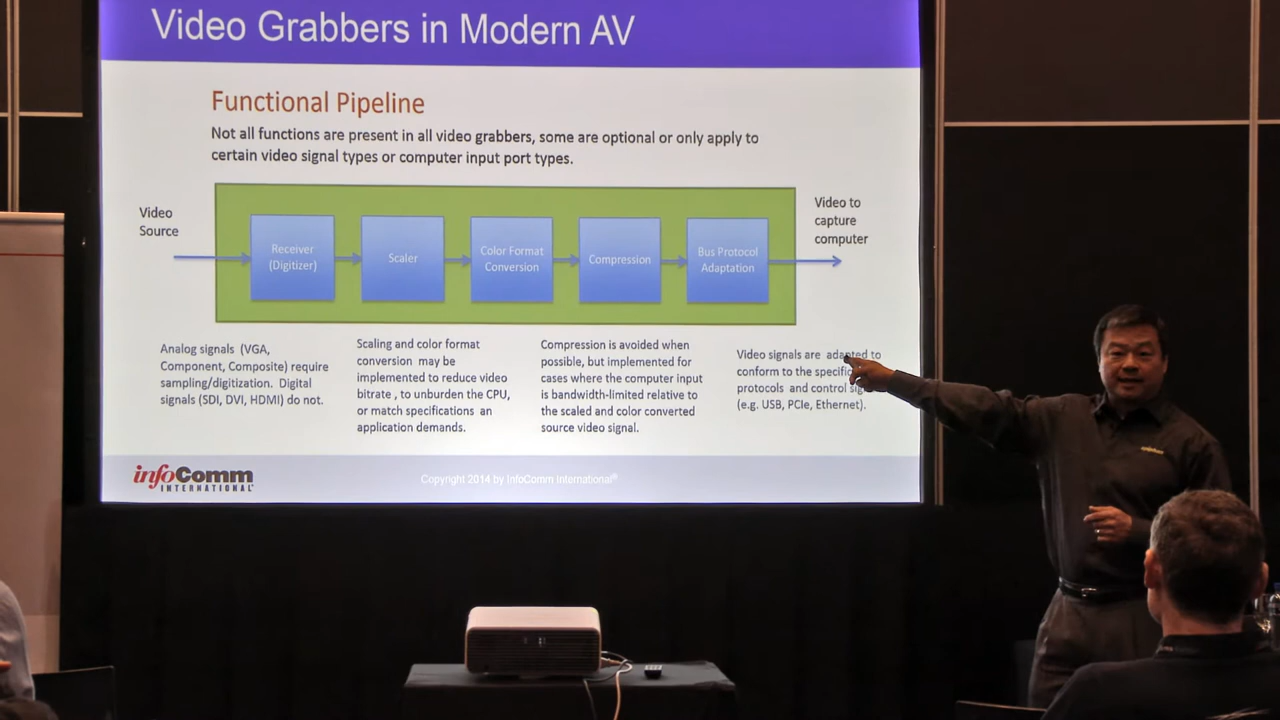 Video Grabbers in Modern AV
Functional Pipeline
Not all functions are present in all video grabbers, some are optional or only apply to
certain video signal types or computer input port types.
Video
Source
Receiver
(Digitizer)
Scaler
Color Format
Conversion
Compression
Bus Protocol
Adaptation
Video to
capture
computer
Analog signals (VGA,
Component, Composite) require
sampling/digitization. Digital
signals (SDI, DVI, HDMI) do not.
Scaling and color format
conversion may be
implemented to reduce video
bitrate , to unburden the CPU,
or match specifications an
application demands.
Compression is avoided when
possible, but implemented for
cases where the computer input
is bandwidth-limited relative to
the scaled and color converted
source video signal.
Video signals are adapted to
conform to the specific
protocols and control
(e.g. USB, PCIe, Ethernet).
infoComm
INTERNATIONAL®
Copyright 2014 by InfoComm International®
epiphan